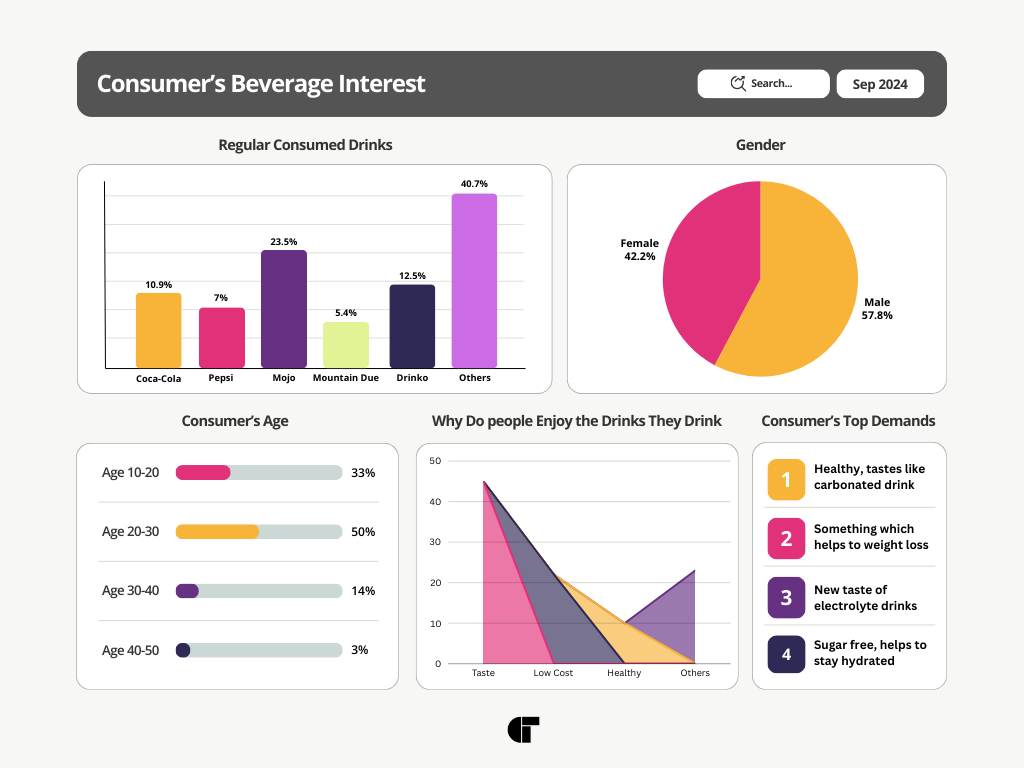 Consumer’s Beverage Interest
Search...
Sep 2024
Regular Consumed Drinks
40.7%
23.5%
12.5%
10.9%
7%
5.4%
Coca-Cola Pepsi Mojo Mountain Due Drinko Others
Gender
Female
42.2%
Male
57.8%
Consumer’s Age
Age 10-20 33%
Age 20-30 50%
Age 30-40 14%
Age 40-50 3%
Why Do people Enjoy the Drinks They Drink
50
40
30
20
10
0
Taste Low Cost Healthy Others
Consumer’s Top Demands
1
Healthy, tastes like
carbonated drink
2
Something which
helps to weight loss
3
New taste of
electrolyte drinks
4
Sugar free, helps to
stay hydrated